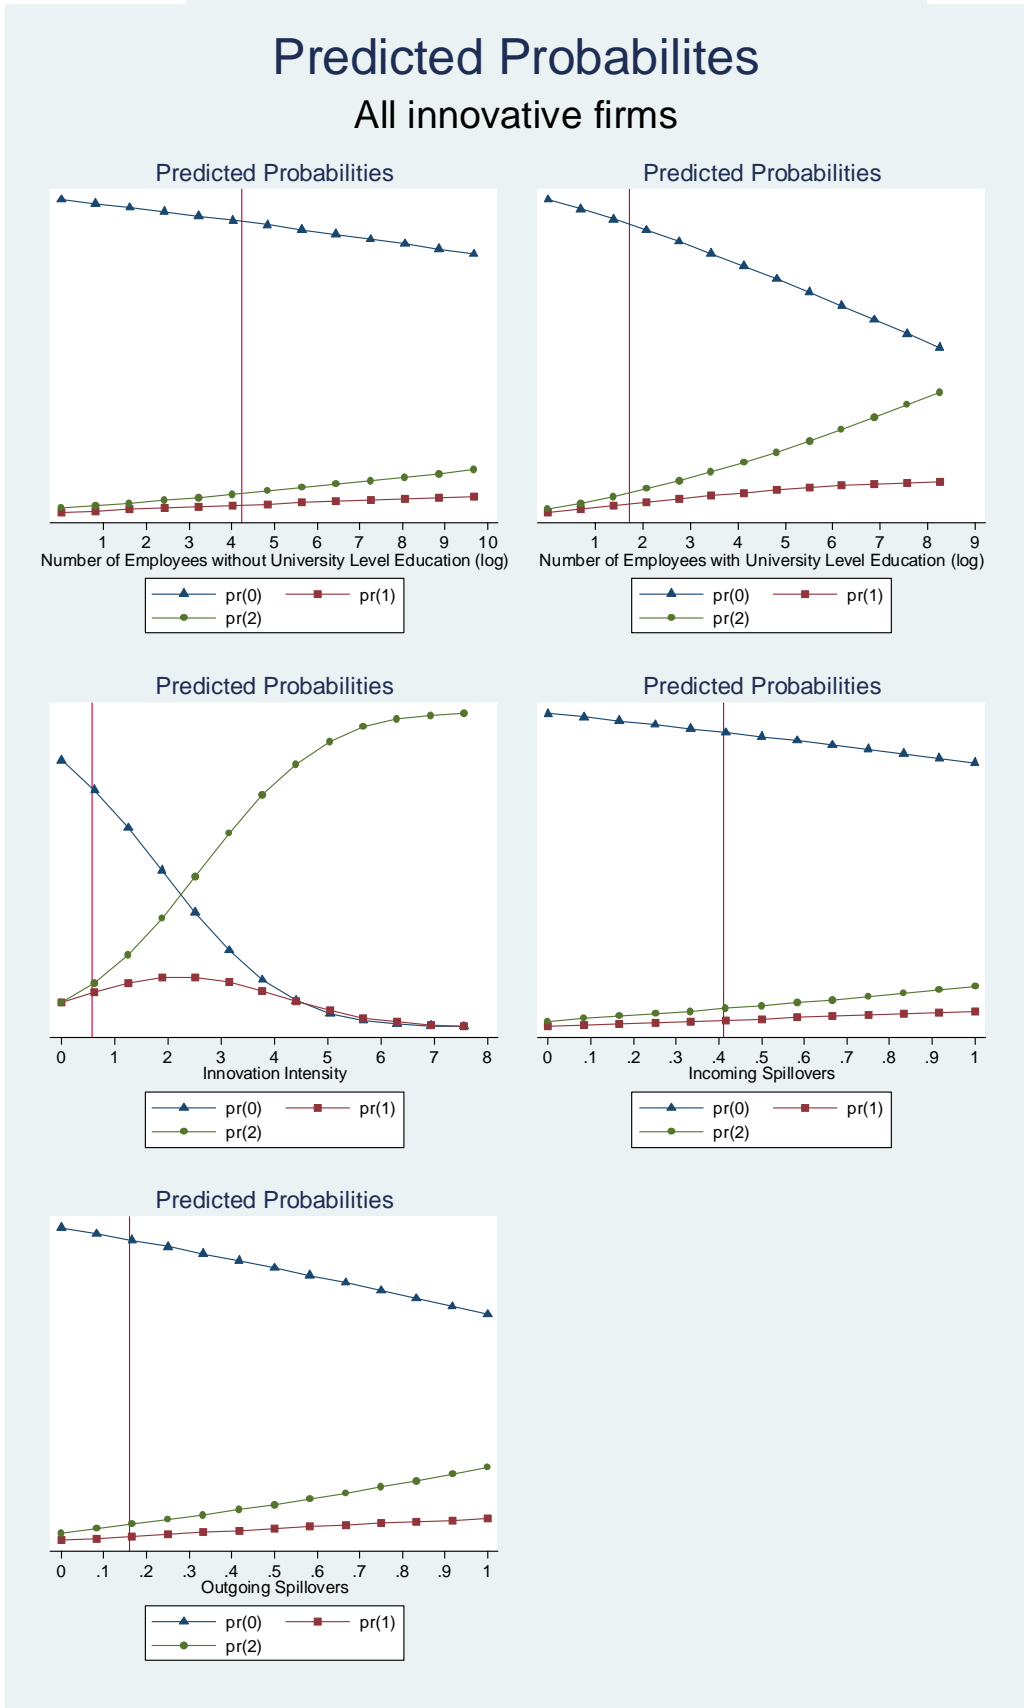 Predicted Probabilites
All innovative firms
Predicted Probabilities
1 2 3 4 5 6 7 8 9 10
Number of Employees without University Level Education (log)
pr(0) pr(1)
pr(2)
Predicted Probabilities
1 2 3 4 5 6 7 8 9
Number of Employees with University Level Education (log)
pr(0) pr(1)
pr(2)
Predicted Probabilities
0 1 2 3 4 5 6 7 8
Innovation Intensity
pr(0) pr(1)
pr(2)
Predicted Probabilities
0 .1 .2 .3 .4 .5 .6 .7 .8 .9 1
Incoming Spillovers
pr(0) pr(1)
pr(2)
Predicted Probabilities
0 .1 .2 .3 .4 .5 .6 .7 .8 .9 1
Outgoing Spillovers
pr(0) pr(1)
pr(2)